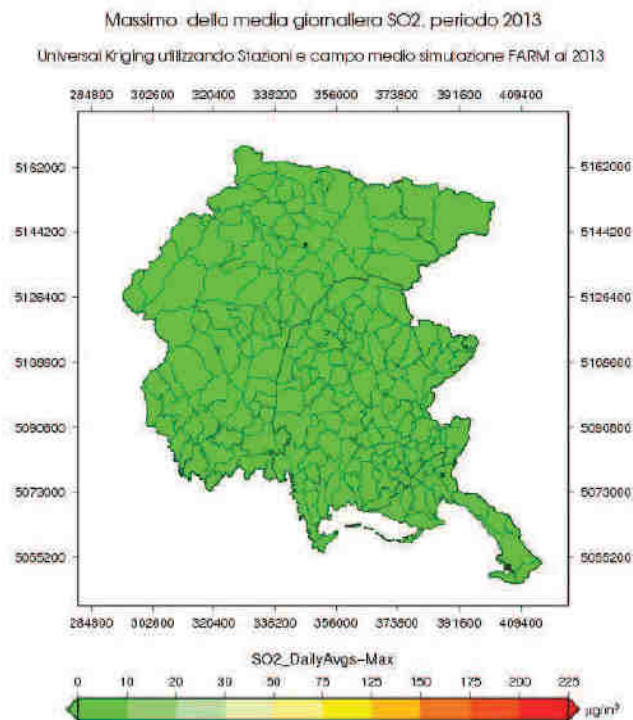 Massimo della media giornaliera SO2, periodo 2013
Universal Kriging utilizzando Stazioni e campo medio simulazione FARM al 2013
284800 302600 320400 338200 356000 373800 391600 409400
5162000 5162000
5144200 5144200
5126400 5126400
5108600 5108600
5090800 5090800
5073000 5073000
5055200 5055200
284800 302600 320400 338200 356000 373800 391600 409400
SO2_DailyAvgs-Max
0 10 20 39 50 75 125 150 175 200 225
µg/m³